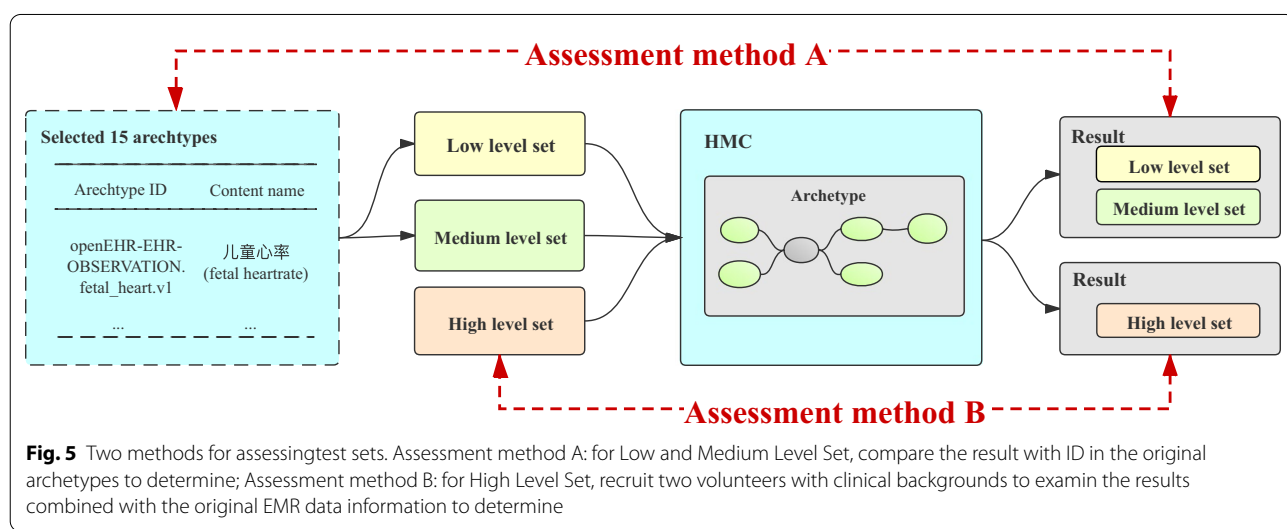 Assessment method A
Selected 15 arechtypes
Arechtype ID
Content name
openEHR-EHR-
OBSERVATION.
fetal_heart.v1
儿童心率
(fetal heartrate)
...
...
Low level set
Medium level set
High level set
HMC
Archetype
Result
Low level set
Medium level set
Result
High level set
Assessment method B
Fig. 5 Two methods for assessingtest sets. Assessment method A: for Low and Medium Level Set, compare the result with ID in the original
archetypes to determine; Assessment method B: for High Level Set, recruit two volunteers with clinical backgrounds to examin the results
combined with the original EMR data information to determine